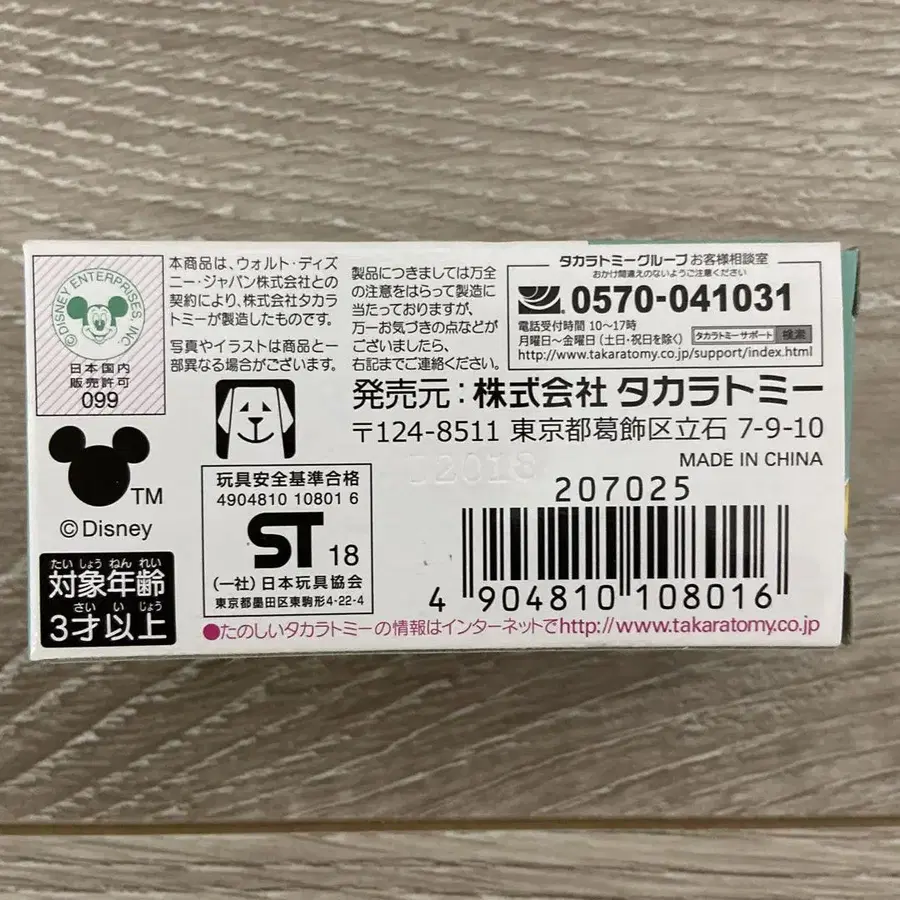 ©DISNEY ENTERPRISES INC.
日本国内
販売許可
099
本商品は、ウォルト・ディズ
ニー・ジャパン株式会社との
契約により、株式会社タカラ
トミーが製造したものです。
写真やイラストは商品と一
部異なる場合がございます。
製品につきましては万全
の注意をはらって製造に
当たっておりますが、
万一お気づきの点などが
ございましたら、
右記までご連絡ください。
タカラトミーグループ お客様相談室
おかけ間違えのないようご注意ください
0570-041031
電話受付時間 10〜17時
月曜日〜金曜日 (土日・祝日を除く)
タカラトミーサポート 検索
http://www.takaratomy.co.jp/support/index.html
発売元:株式会社 タカラトミー
〒124-8511 東京都葛飾区立石 7-9-10
MADE IN CHINA
TM
©Disney
たいしょうねんれい
対象年齢
さいいじょう
3才以上
玩具安全基準合格
4904810 10801 6
ST 18
(一社)日本玩具協会
東京都墨田区東駒形4-22-4
207025
4 904810 108016
●たのしいタカラトミーの情報はインターネットでhttp://www.takaratomy.co.jp